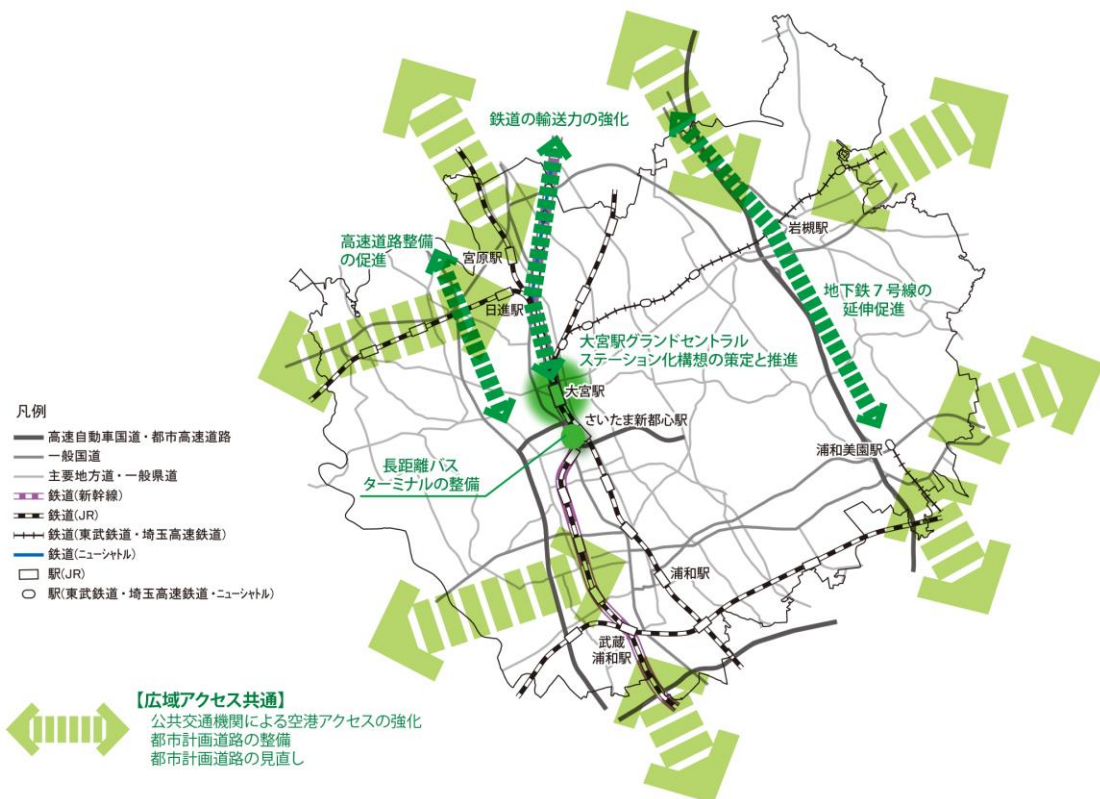 鉄道の輸送力の強化
高速道路整備
の促進
宮原駅
日進駅
岩槻駅
地下鉄7号線の
延伸促進
大宮駅グランドセントラル
ステーション化構想の策定と推進
大宮駅
さいたま新都心駅
長距離バス
ターミナルの整備
浦和美園駅
浦和駅
武蔵
浦和駅
凡例
高速自動車国道・都市高速道路
一般国道
主要地方道・一般県道
鉄道(新幹線)
鉄道(JR)
鉄道(東武鉄道・埼玉高速鉄道)
鉄道(ニューシャトル)
駅(JR)
駅(東武鉄道・埼玉高速鉄道・ニューシャトル)
【広域アクセス共通】
公共交通機関による空港アクセスの強化
都市計画道路の整備
都市計画道路の見直し